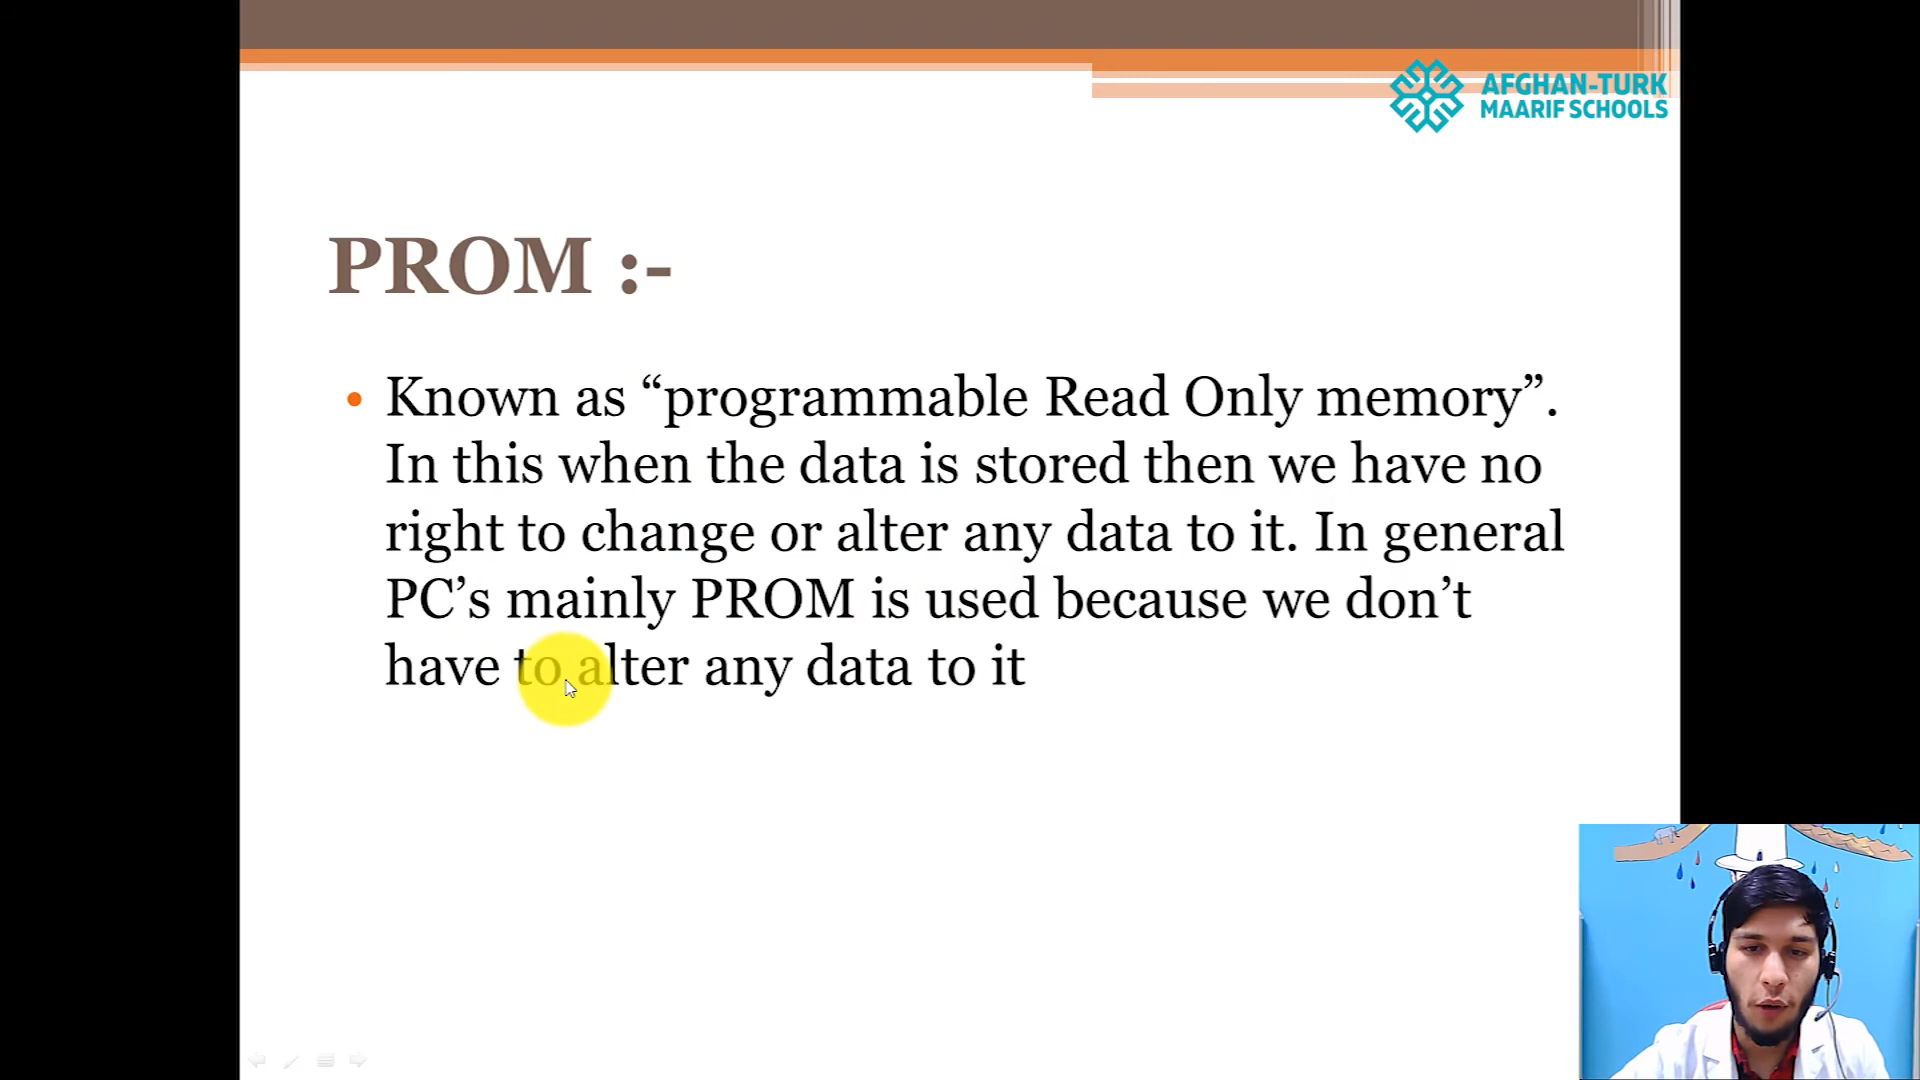 AFGHAN-TURK
MAARIF SCHOOLS
PROM :-
• Known as “programmable Read Only memory”.
In this when the data is stored then we have no
right to change or alter any data to it. In general
PC’s mainly PROM is used because we don’t
have to alter any data to it